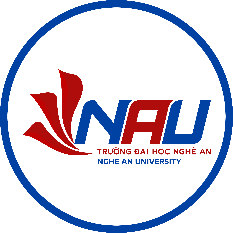 NAU
TRƯỜNG ĐẠI HỌC NGHỆ AN
NGHE AN UNIVERSITY